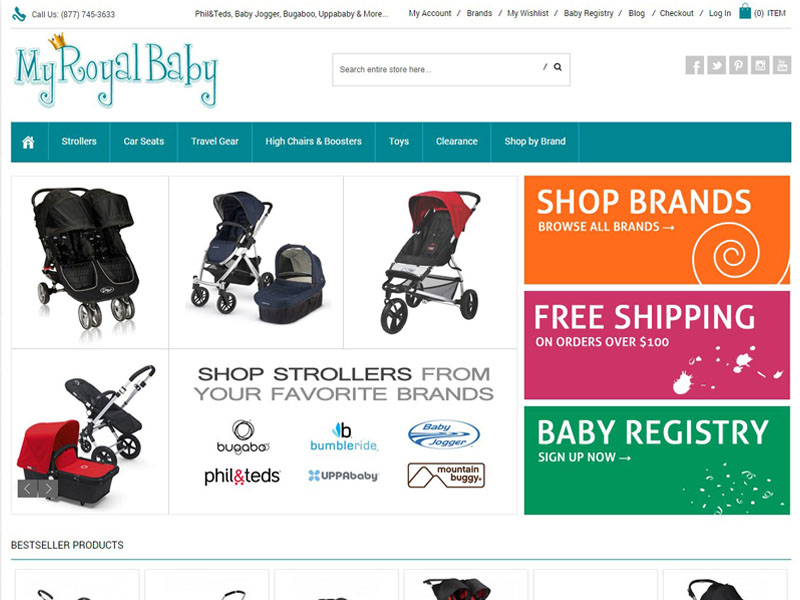 Call Us: (877) 745-3633
Phil&Teds, Baby Jogger, Bugaboo, Uppababy & More...
My Account / Brands / My Wishlist / Baby Registry / Blog / Checkout / Log In (0) ITEM
My Royal Baby
Search entire store here... /
Strollers Car Seats Travel Gear High Chairs & Boosters Toys Clearance Shop by Brand
SHOP BRANDS
BROWSE ALL BRANDS →
FREE SHIPPING
ON ORDERS OVER $100
BABY REGISTRY
SIGN UP NOW →
SHOP STROLLERS FROM
YOUR FAVORITE BRANDS
bugaboo
bumbleride
Baby Jogger
phil&teds
UPPAbaby
mountain buggy
BESTSELLER PRODUCTS